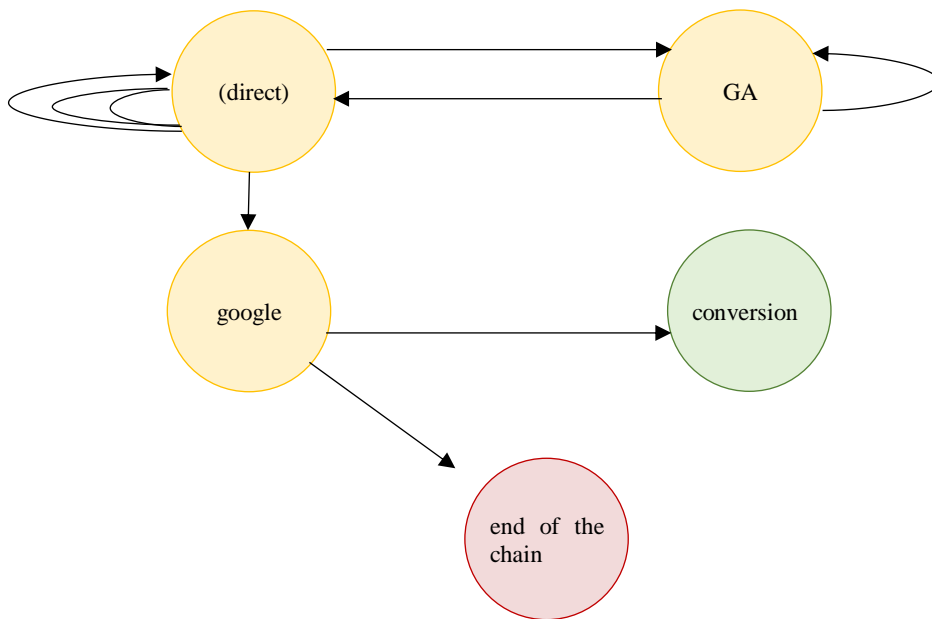 (direct)
GA
google
conversion
end of the
chain